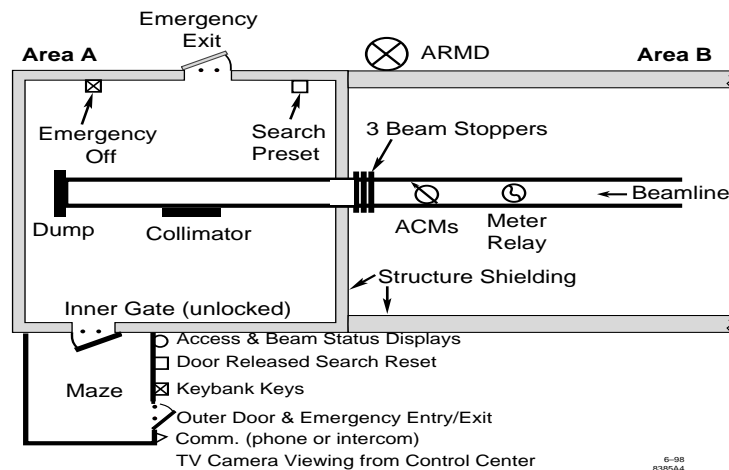 Emergency
Exit
Area A
ARMD
Area B
Emergency
Off
Search
Preset
3 Beam Stoppers
Beamline
Dump
Collimator
ACMs
Meter
Relay
Structure Shielding
Inner Gate (unlocked)
Access & Beam Status Displays
Door Released Search Reset
Maze
Keybank Keys
Outer Door & Emergency Entry/Exit
Comm. (phone or intercom)
TV Camera Viewing from Control Center
6–98
8385A4